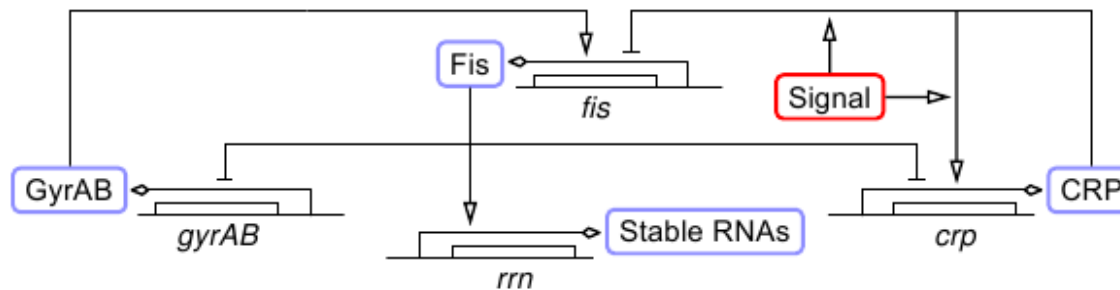 Fis
fis
Signal
GyrAB
gyrAB
Stable RNAs
rrn
CRP
crp